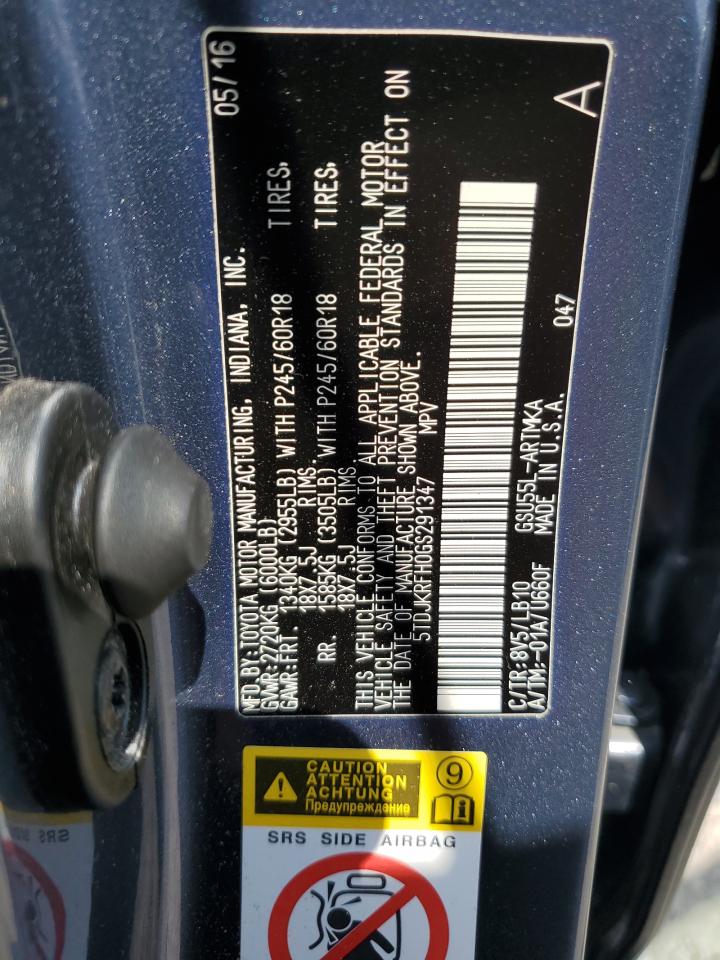 MFD. BY: TOYOTA MOTOR MANUFACTURING, INDIANA, INC. 05/16
GVWR: 2720KG (6000LB)
GAWR: FRT. 1340KG (2955LB) WITH P245/60R18 TIRES,
18X7.5J RIMS,
RR. 1585KG (3505LB) WITH P245/60R18 TIRES,
18X7.5J RIMS.
THIS VEHICLE CONFORMS TO ALL APPLICABLE FEDERAL MOTOR
VEHICLE SAFETY AND THEFT PREVENTION STANDARDS IN EFFECT ON
THE DATE OF MANUFACTURE SHOWN ABOVE.
5TDJKRFH0GS291347 MPV
C/TR: 8V5/LB10 GSU55L-ARTMKA 047 A
A/TM: -01A/U660F MADE IN U.S.A.
CAUTION
ATTENTION
ACHTUNG
Предупреждение
9
SRS SIDE AIRBAG